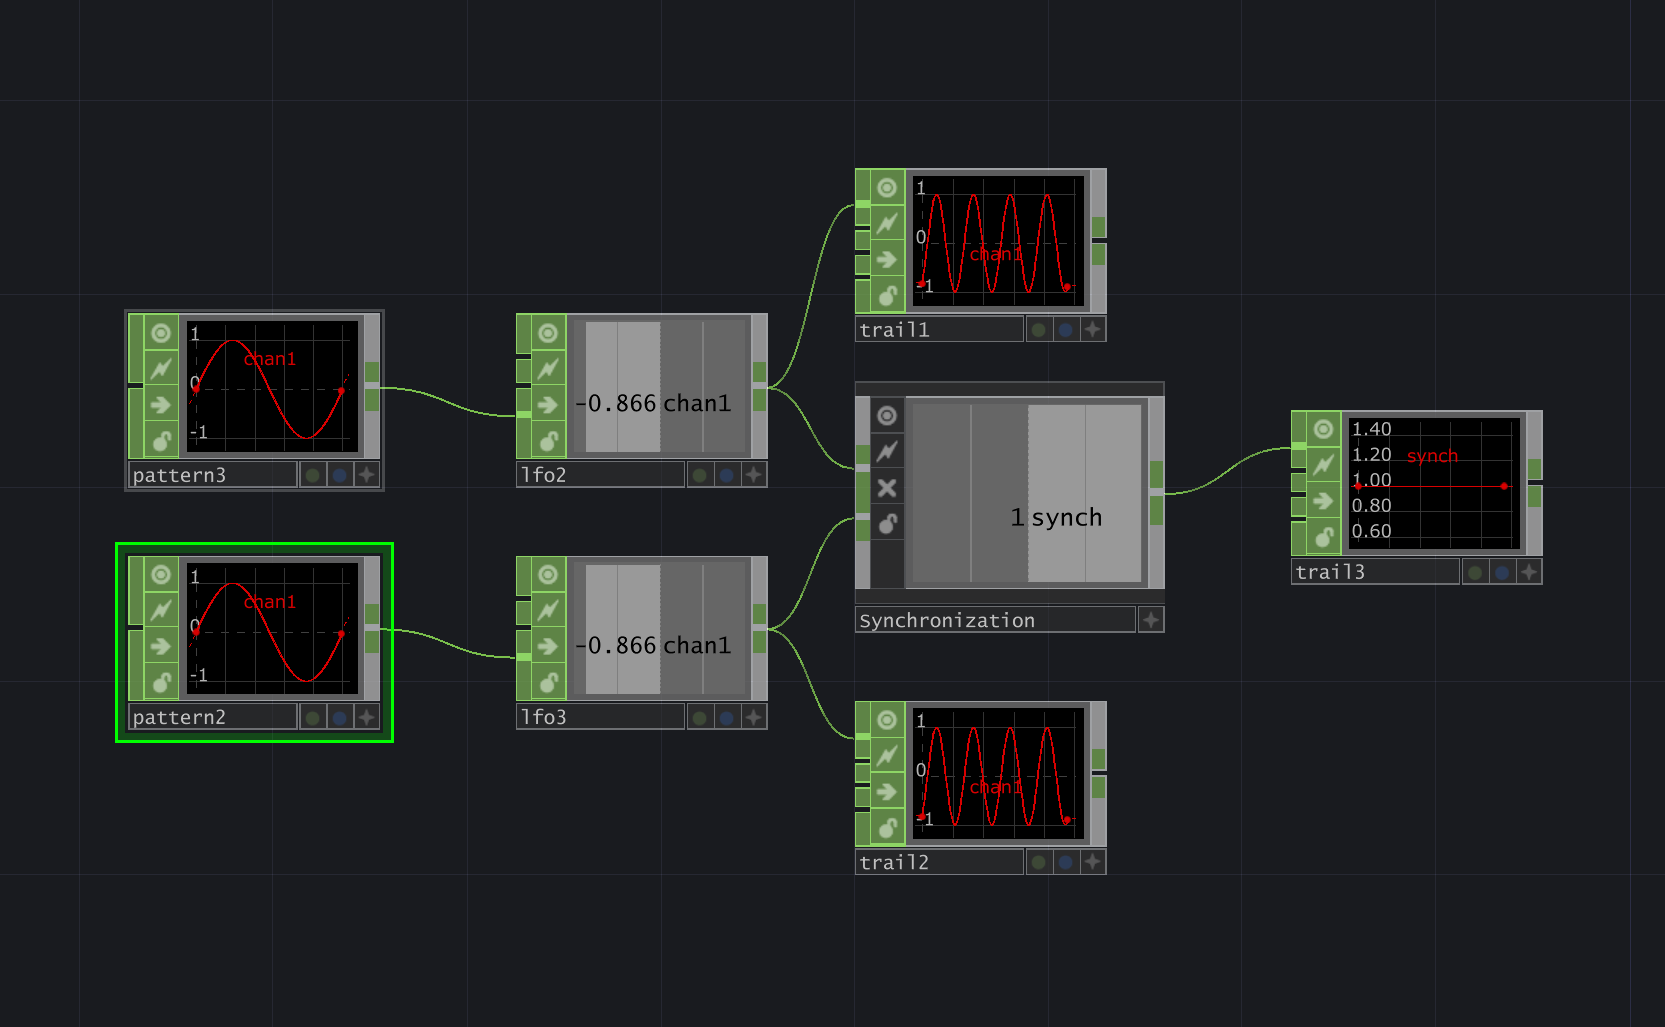 1
0
-1
chan1
trail1
1
0
-1
chan1
pattern3
-0.866 chan1
lfo2
1 synch
Synchronization
1.40
1.20
1.00
0.80
0.60
synch
trail3
1
0
-1
chan1
pattern2
-0.866 chan1
lfo3
1
0
-1
chan1
trail2